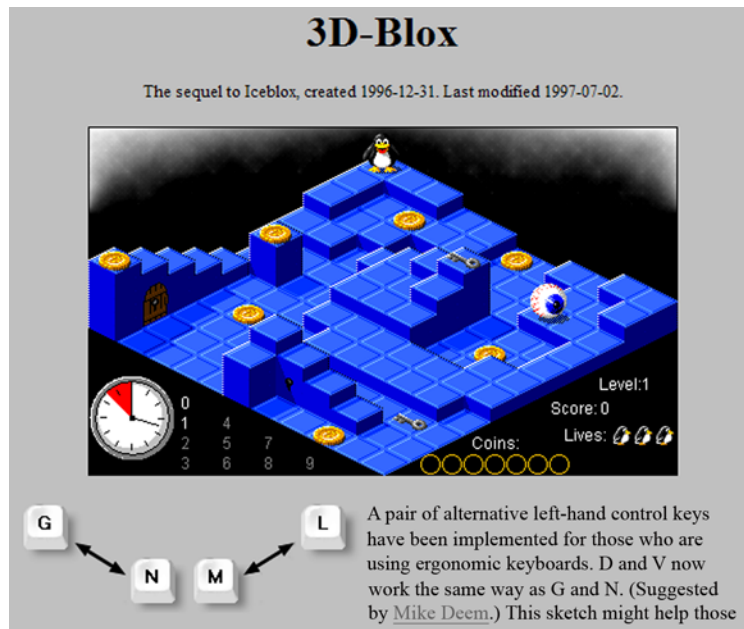 3D-Blox
The sequel to Iceblox, created 1996-12-31. Last modified 1997-07-02.
0
1 4
2 5 7
3 6 8 9
Level:1
Score: 0
Lives:
Coins:
G
N
M
L
A pair of alternative left-hand control keys
have been implemented for those who are
using ergonomic keyboards. D and V now
work the same way as G and N. (Suggested
by Mike Deem.) This sketch might help those